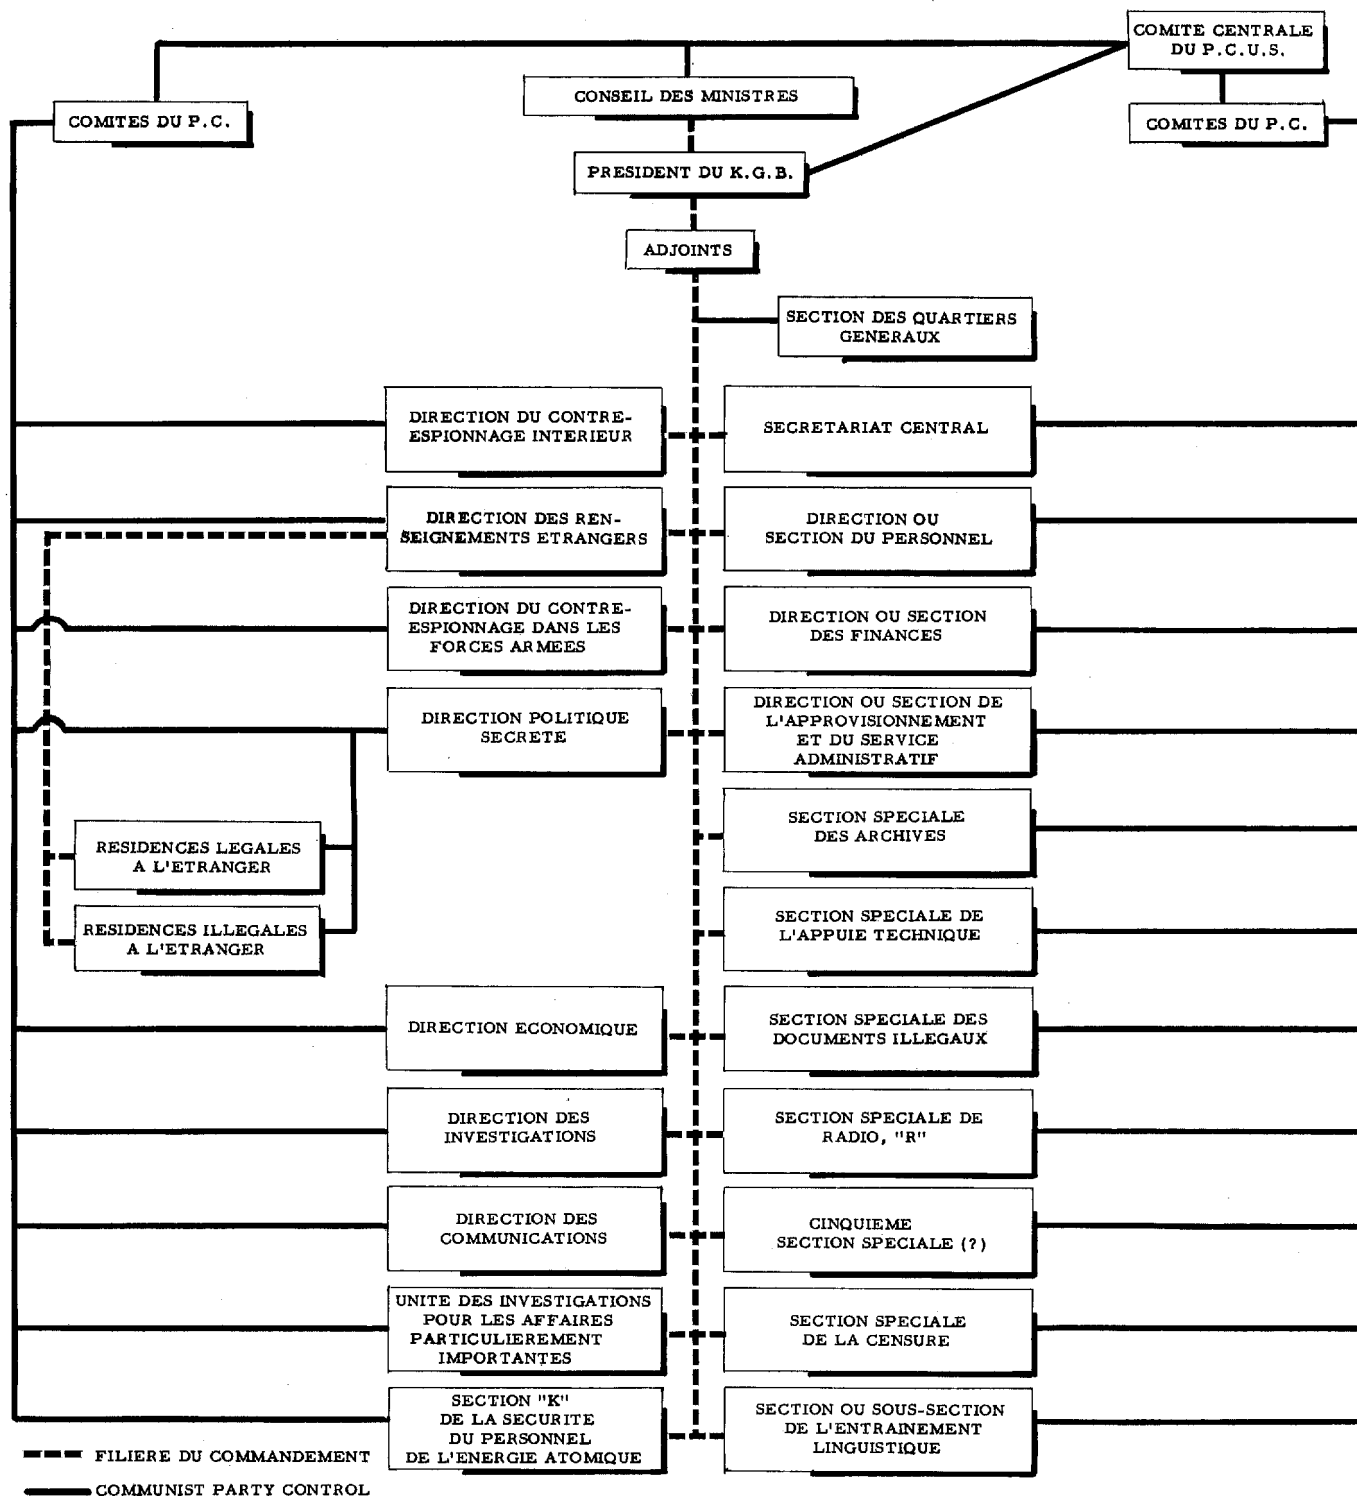 COMITE CENTRALE
DU P.C.U.S.
CONSEIL DES MINISTRES
COMITES DU P.C.
COMITES DU P.C.
PRESIDENT DU K.G.B.
ADJOINTS
SECTION DES QUARTIERS
GENERAUX
DIRECTION DU CONTRE-
ESPIONNAGE INTERIEUR
SECRETARIAT CENTRAL
DIRECTION DES REN-
SEIGNEMENTS ETRANGERS
DIRECTION OU
SECTION DU PERSONNEL
DIRECTION DU CONTRE-
ESPIONNAGE DANS LES
FORCES ARMEES
DIRECTION OU SECTION
DES FINANCES
DIRECTION POLITIQUE
SECRETE
DIRECTION OU SECTION DE
L'APPROVISIONNEMENT
ET DU SERVICE
ADMINISTRATIF
RESIDENCES LEGALES
A L'ETRANGER
SECTION SPECIALE
DES ARCHIVES
RESIDENCES ILLEGALES
A L'ETRANGER
SECTION SPECIALE DE
L'APPUIE TECHNIQUE
DIRECTION ECONOMIQUE
SECTION SPECIALE DES
DOCUMENTS ILLEGAUX
DIRECTION DES
INVESTIGATIONS
SECTION SPECIALE DE
RADIO, "R"
DIRECTION DES
COMMUNICATIONS
CINQUIEME
SECTION SPECIALE (?)
UNITE DES INVESTIGATIONS
POUR LES AFFAIRES
PARTICULIEREMENT
IMPORTANTES
SECTION SPECIALE
DE LA CENSURE
SECTION "K"
DE LA SECURITE
DU PERSONNEL
DE L'ENERGIE ATOMIQUE
SECTION OU SOUS-SECTION
DE L'ENTRAINEMENT
LINGUISTIQUE
FILIERE DU COMMANDEMENT
COMMUNIST PARTY CONTROL